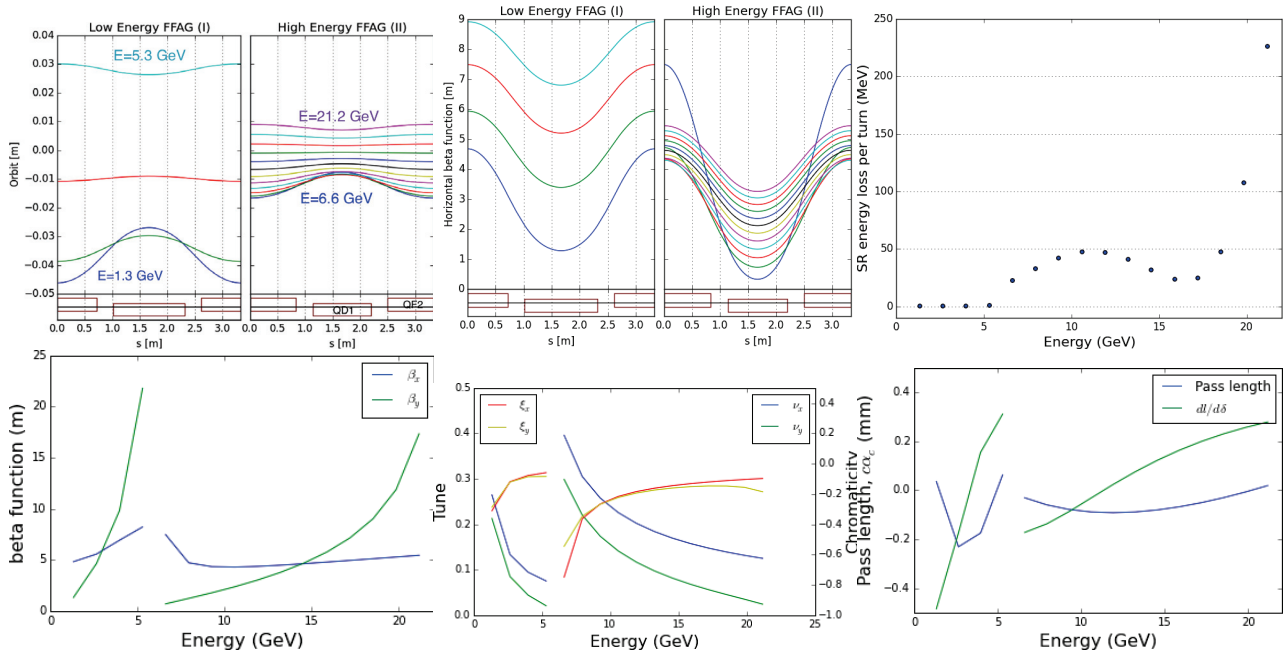 Low Energy FFAG (I)
High Energy FFAG (II)
0.04
0.03
0.02
0.01
0.00
−0.01
−0.02
−0.03
−0.04
−0.05
Orbit [m]
E=5.3 GeV
E=1.3 GeV
E=21.2 GeV
E=6.6 GeV
QD1
QF2
0.0 0.5 1.0 1.5 2.0 2.5 3.0
0.0 0.5 1.0 1.5 2.0 2.5 3.0
s [m]
s [m]
Low Energy FFAG (I)
High Energy FFAG (II)
9
8
7
6
5
4
3
2
1
0
Horizontal beta function [m]
0.0 0.5 1.0 1.5 2.0 2.5 3.0
0.0 0.5 1.0 1.5 2.0 2.5 3.0
s [m]
s [m]
250
200
150
100
50
0
SR energy loss per turn (MeV)
0 5 10 15 20
Energy (GeV)
25
20
15
10
5
0
beta function (m)
βx
βy
0 5 10 15 20
Energy (GeV)
0.5
0.4
0.3
0.2
0.1
0.0
Tune
ξx
ξy
νx
νy
0.4
0.2
0.0
−0.2
−0.4
−0.6
−0.8
−1.0
Chromaticity
0 5 10 15 20 25
Energy (GeV)
Pass length, cαc (mm)
0.4
0.2
0.0
−0.2
−0.4
Pass length
dl/dδ
0 5 10 15 20
Energy (GeV)